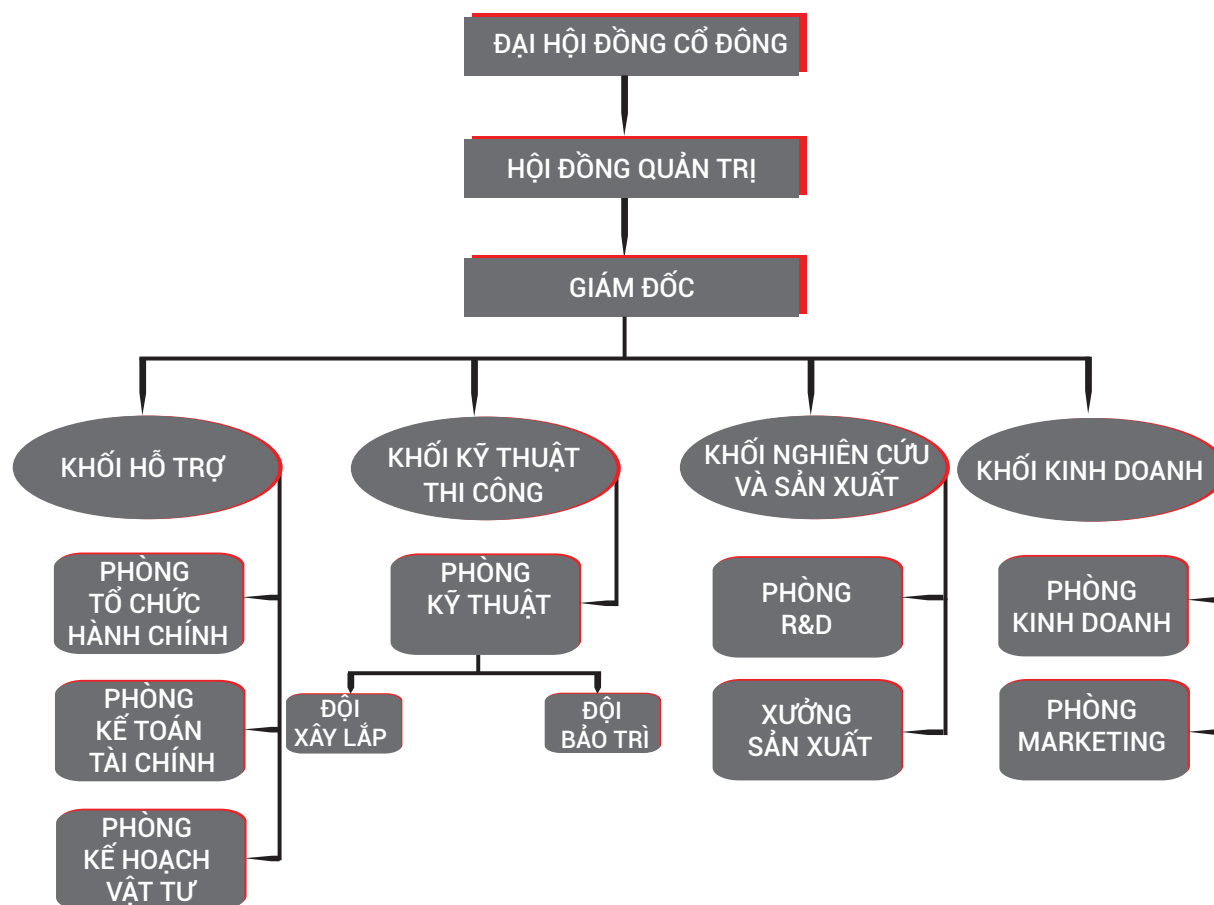 ĐẠI HỘI ĐỒNG CỔ ĐÔNG
HỘI ĐỒNG QUẢN TRỊ
GIÁM ĐỐC
KHỐI HỖ TRỢ
KHỐI KỸ THUẬT
THI CÔNG
KHỐI NGHIÊN CỨU
VÀ SẢN XUẤT
KHỐI KINH DOANH
PHÒNG
TỔ CHỨC
HÀNH CHÍNH
PHÒNG
KỸ THUẬT
PHÒNG
R&D
PHÒNG
KINH DOANH
PHÒNG
KẾ TOÁN
TÀI CHÍNH
ĐỘI
XÂY LẮP
ĐỘI
BẢO TRÌ
XƯỞNG
SẢN XUẤT
PHÒNG
MARKETING
PHÒNG
KẾ HOẠCH
VẬT TƯ